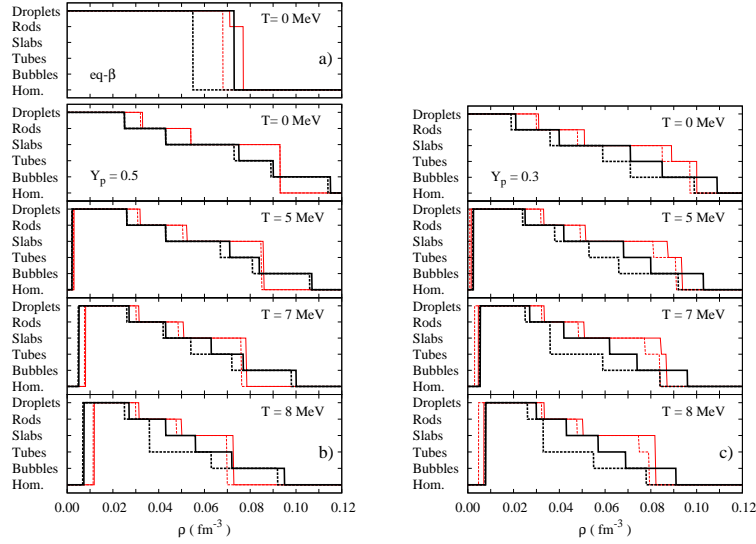 Droplets
Rods
Slabs
Tubes
Bubbles
Hom.
T= 0 MeV
eq-β
a)
Droplets
Rods
Slabs
Tubes
Bubbles
Hom.
T= 0 MeV
Y_p = 0.5
Droplets
Rods
Slabs
Tubes
Bubbles
Hom.
T = 5 MeV
Droplets
Rods
Slabs
Tubes
Bubbles
Hom.
T = 7 MeV
Droplets
Rods
Slabs
Tubes
Bubbles
Hom.
T = 8 MeV
b)
0.00 0.02 0.04 0.06 0.08 0.10 0.12
ρ ( fm⁻³ )
Droplets
Rods
Slabs
Tubes
Bubbles
Hom.
T = 0 MeV
Y_p = 0.3
Droplets
Rods
Slabs
Tubes
Bubbles
Hom.
T = 5 MeV
Droplets
Rods
Slabs
Tubes
Bubbles
Hom.
T = 7 MeV
Droplets
Rods
Slabs
Tubes
Bubbles
Hom.
T = 8 MeV
c)
0.00 0.02 0.04 0.06 0.08 0.10 0.12
ρ ( fm⁻³ )